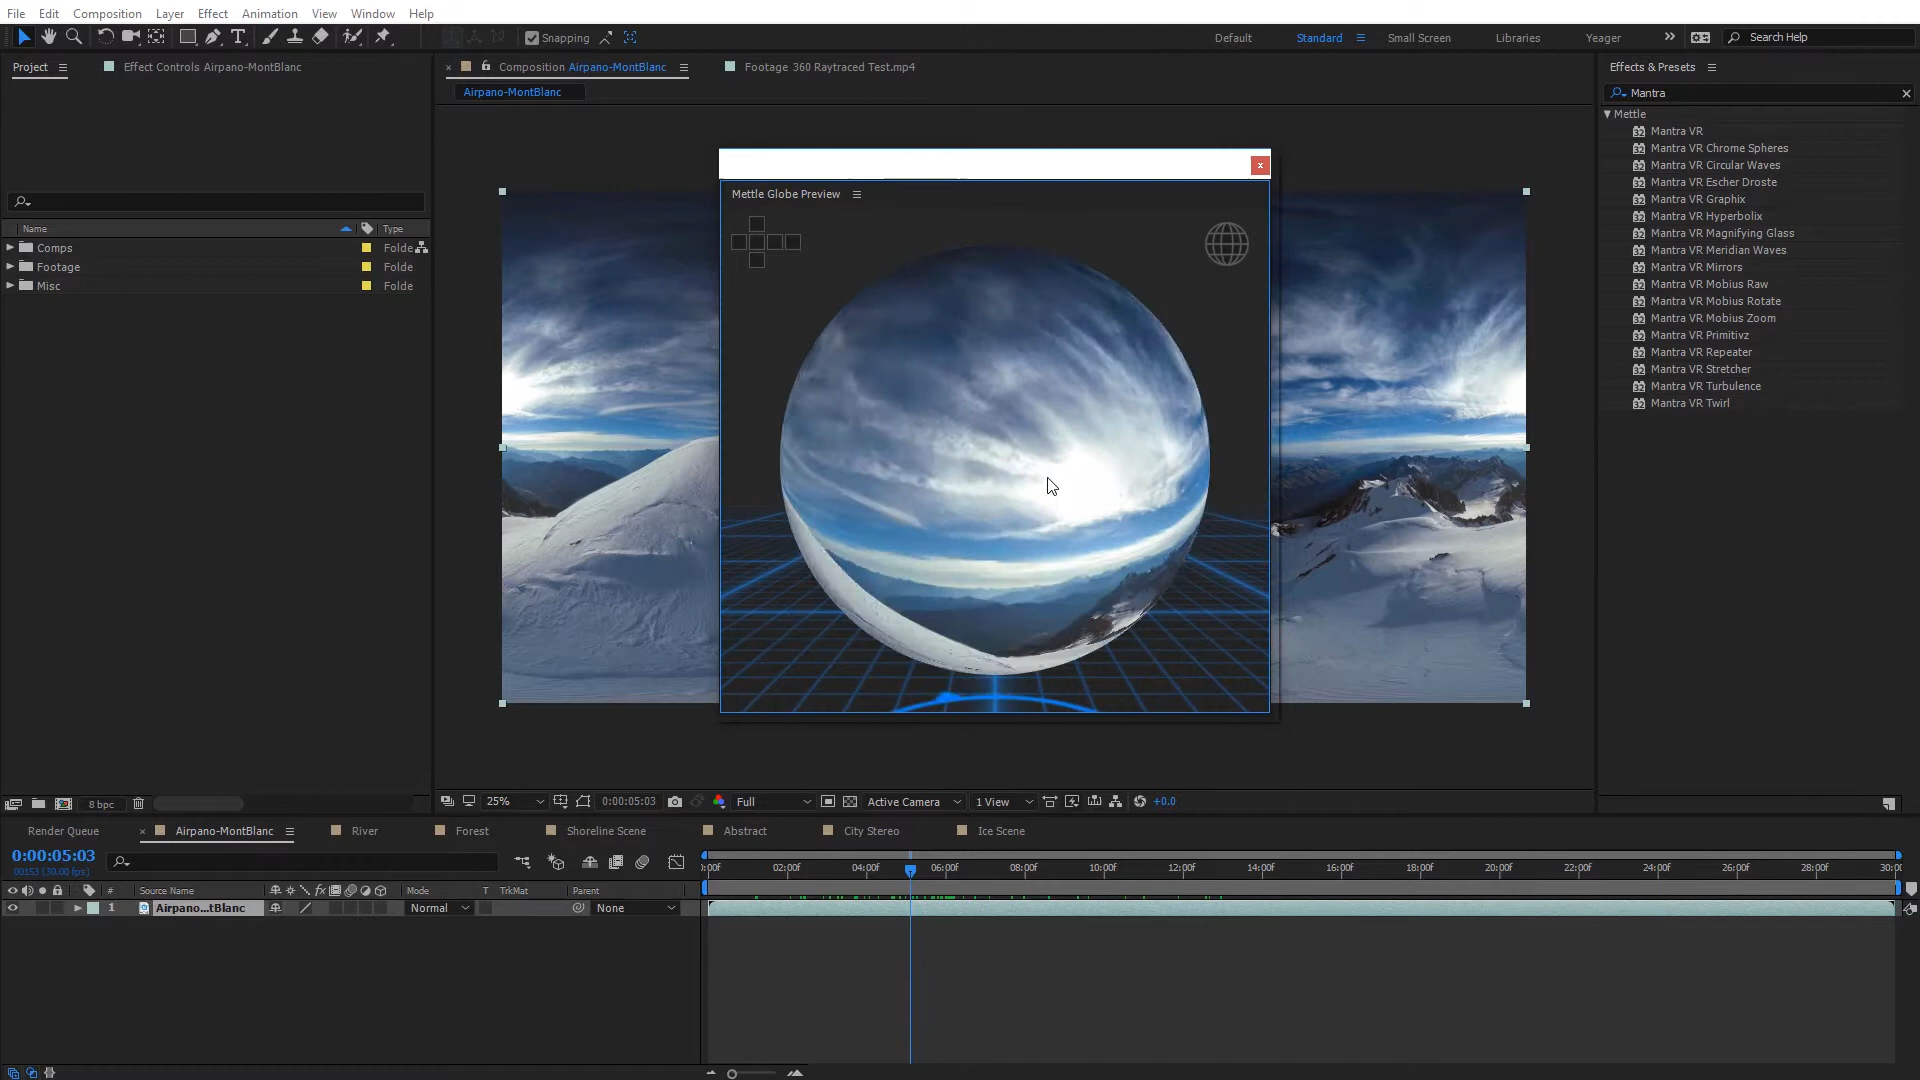 File Edit Composition Layer Effect Animation View Window Help
Snapping
Default Standard Small Screen Libraries Yeager Search Help
Project Effect Controls Airpano-MontBlanc
Composition Airpano-MontBlanc Footage 360 Raytraced Test.mp4
Airpano-MontBlanc
Effects & Presets
Mantra
Mettle
Mantra VR
Mantra VR Chrome Spheres
Mantra VR Circular Waves
Mantra VR Escher Droste
Mantra VR Graphix
Mantra VR Hyperbolix
Mantra VR Magnifying Glass
Mantra VR Meridian Waves
Mantra VR Mirrors
Mantra VR Mobius Raw
Mantra VR Mobius Rotate
Mantra VR Mobius Zoom
Mantra VR Primitivz
Mantra VR Repeater
Mantra VR Stretcher
Mantra VR Turbulence
Mantra VR Twirl
Mettle Globe Preview
Name Type
Comps Folde
Footage Folde
Misc Folde
8 bpc
25% 0:00:05:03 Full Active Camera 1 View +0.0
Render Queue Airpano-MontBlanc River Forest Shoreline Scene Abstract City Stereo Ice Scene
0:00:05:03
00153 (30.00 fps)
:00f 02:00f 04:00f 06:00f 08:00f 10:00f 12:00f 14:00f 16:00f 18:00f 20:00f 22:00f 24:00f 26:00f 28:00f 30:0
# Source Name fx Mode T TrkMat Parent
1 Airpano...tBlanc Normal None